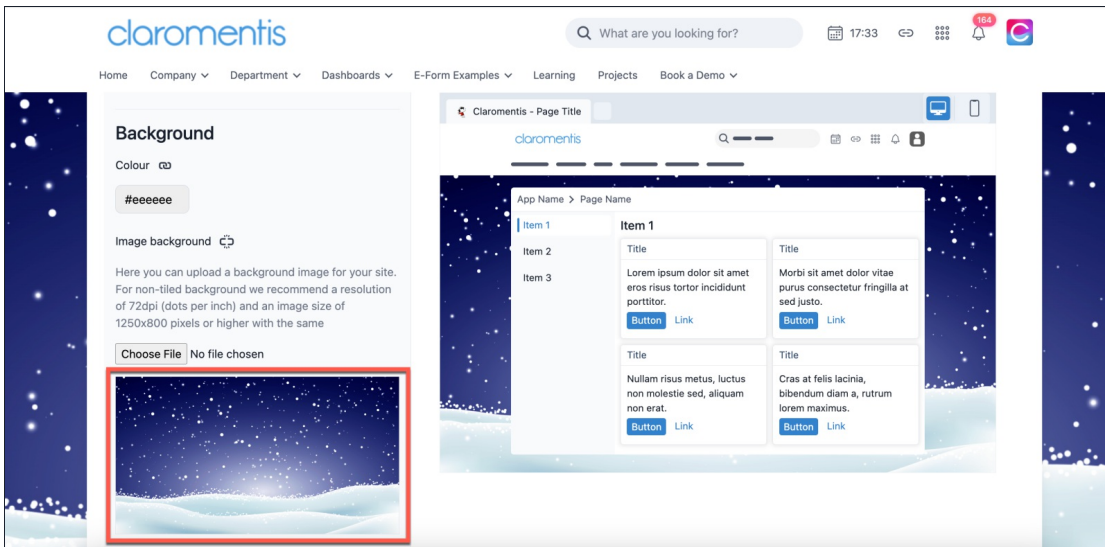 claromentis
What are you looking for?
17:33
164
Home Company Department Dashboards E-Form Examples Learning Projects Book a Demo
Background
Colour
#eeeeee
Image background
Here you can upload a background image for your site.
For non-tiled background we recommend a resolution
of 72dpi (dots per inch) and an image size of
1250x800 pixels or higher with the same
Choose File No file chosen
Claromentis - Page Title
claromentis
App Name > Page Name
Item 1
Item 2
Item 3
Item 1
Title
Lorem ipsum dolor sit amet
eros risus tortor incididunt
porttitor.
Button Link
Title
Morbi sit amet dolor vitae
purus consectetur fringilla at
sed justo.
Button Link
Title
Nullam risus metus, luctus
non molestie sed, aliquam
non erat.
Button Link
Title
Cras at felis lacinia,
bibendum diam a, rutrum
lorem maximus.
Button Link